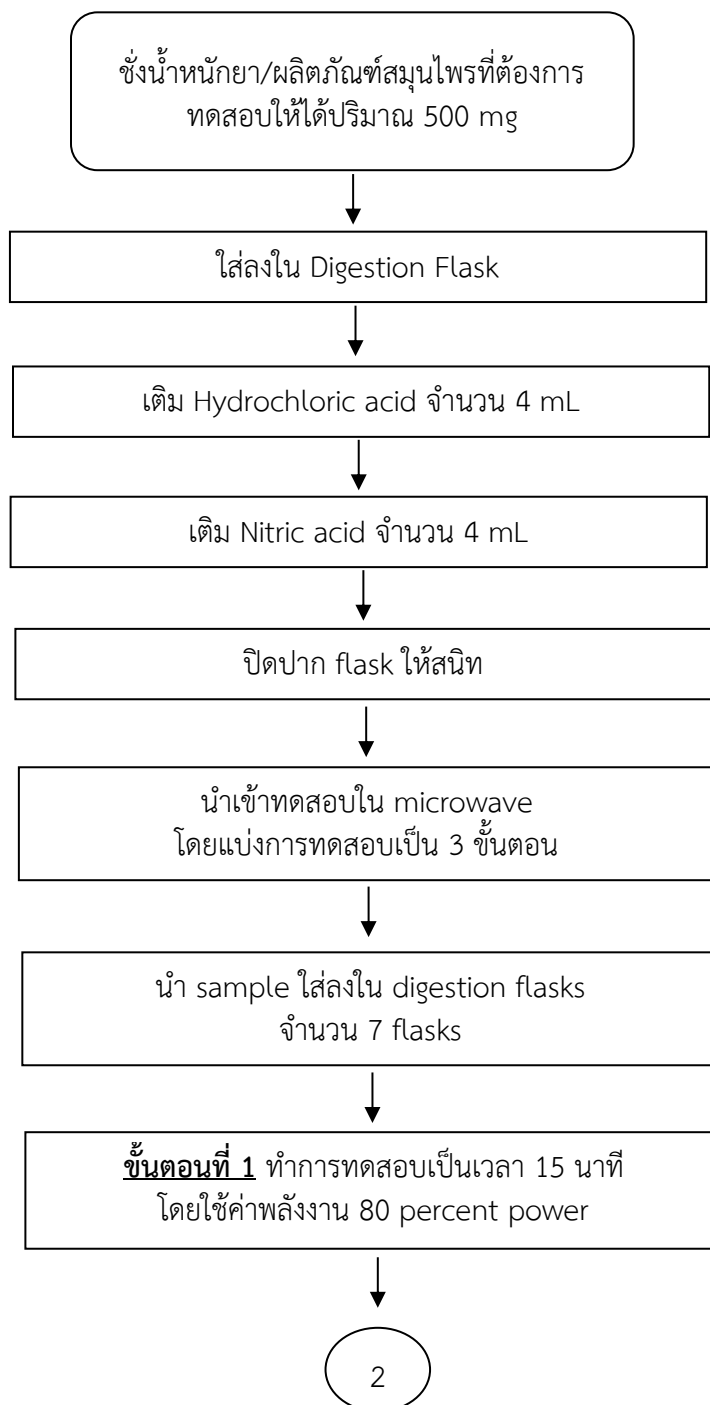 ชั่งน้ำหนักยา/ผลิตภัณฑ์สมุนไพรที่ต้องการ
ทดสอบให้ได้ปริมาณ 500 mg
ใส่ลงใน Digestion Flask
เติม Hydrochloric acid จำนวน 4 mL
เติม Nitric acid จำนวน 4 mL
ปิดปาก flask ให้สนิท
นำเข้าทดสอบใน microwave
โดยแบ่งการทดสอบเป็น 3 ขั้นตอน
นำ sample ใส่ลงใน digestion flasks
จำนวน 7 flasks
ขั้นตอนที่ 1 ทำการทดสอบเป็นเวลา 15 นาที
โดยใช้ค่าพลังงาน 80 percent power
2